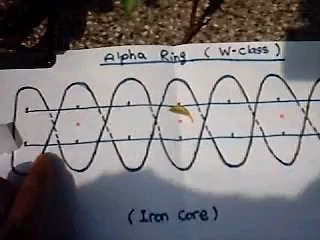 Alpha Ring ( W-class )
( Iron Core )